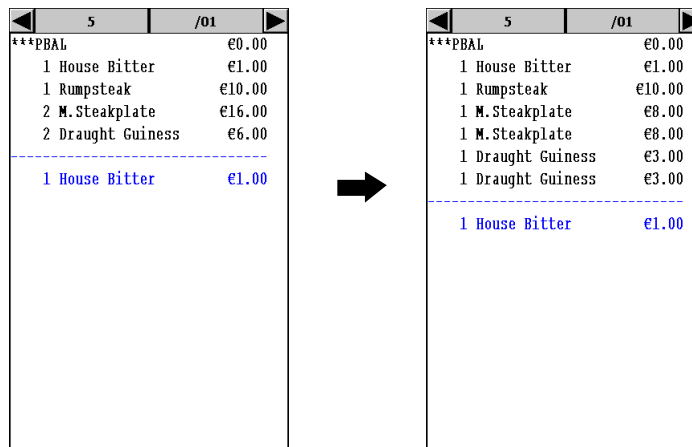 5 /01
***PBAL €0.00
1 House Bitter €1.00
1 Rumpsteak €10.00
2 M.Steakplate €16.00
2 Draught Guiness €6.00
1 House Bitter €1.00
5 /01
***PBAL €0.00
1 House Bitter €1.00
1 Rumpsteak €10.00
1 M.Steakplate €8.00
1 M.Steakplate €8.00
1 Draught Guiness €3.00
1 Draught Guiness €3.00
1 House Bitter €1.00